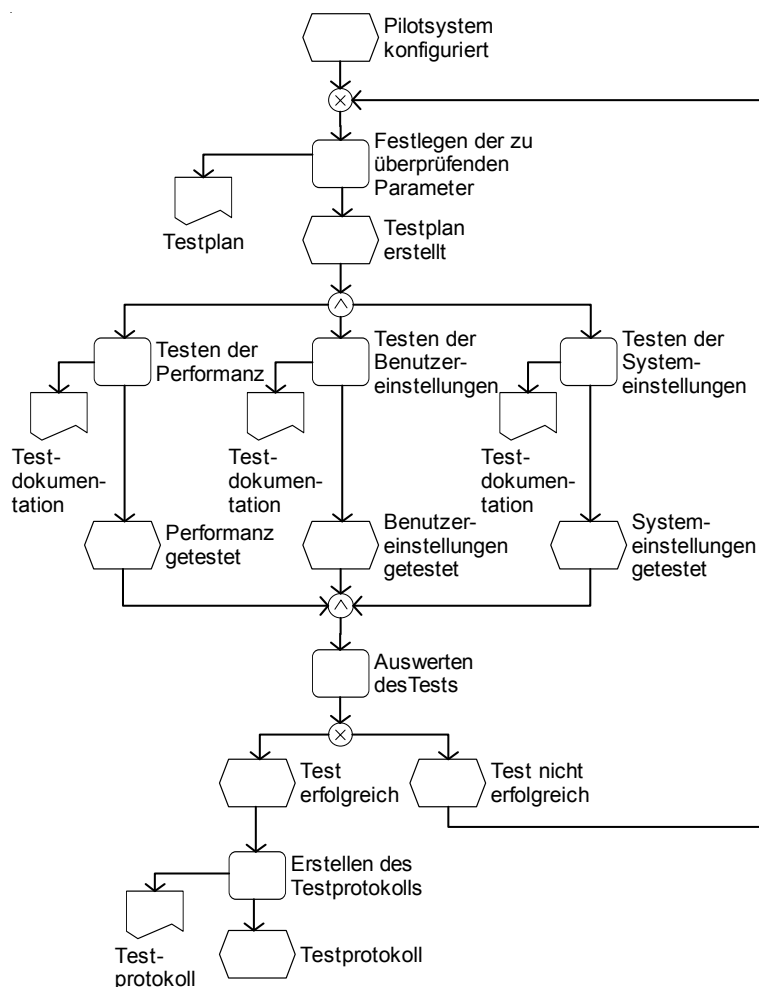 Pilotsystem
konfiguriert
Festlegen der zu
überprüfenden
Parameter
Testplan
Testplan
erstellt
Testen der
Performanz
Testen der
Benutzer-
einstellungen
Testen der
System-
einstellungen
Test-
dokumen-
tation
Test-
dokumen-
tation
Test-
dokumen-
tation
Performanz
getestet
Benutzer-
einstellungen
getestet
System-
einstellungen
getestet
Auswerten
desTests
Test
erfolgreich
Test nicht
erfolgreich
Erstellen des
Testprotokolls
Test-
protokoll
Testprotokoll